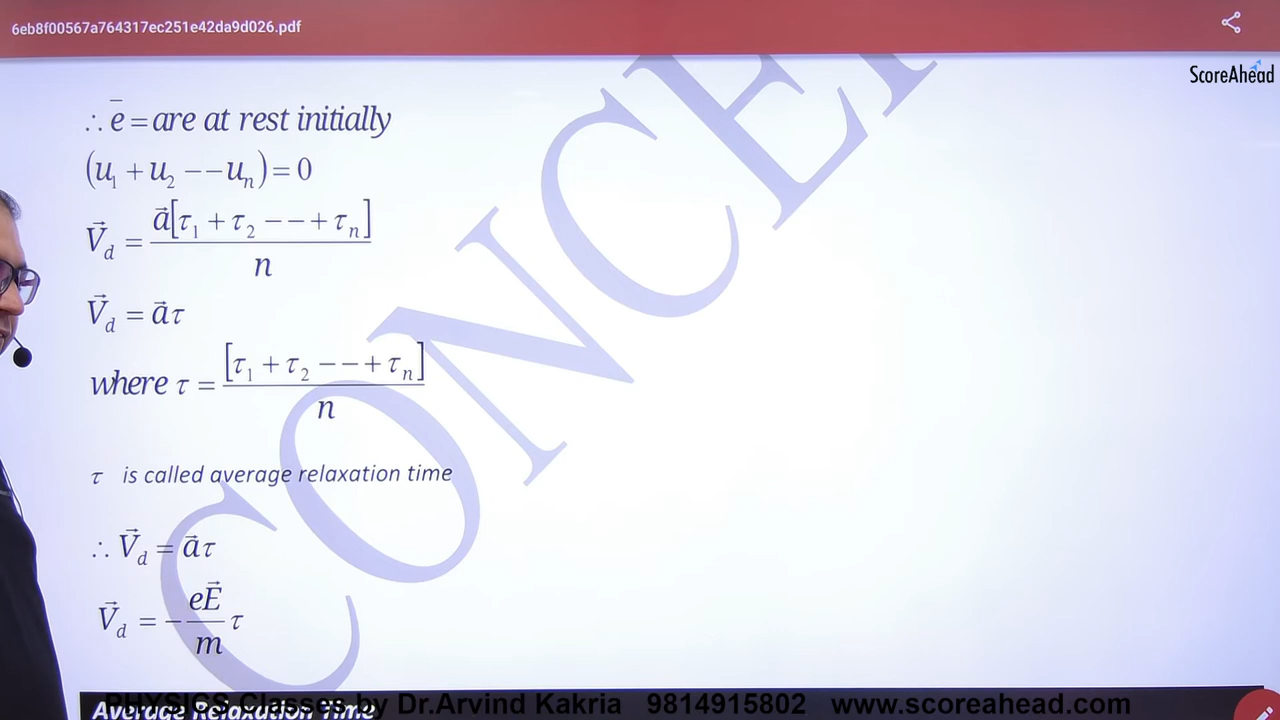 6eb8f00567a764317ec251e42da9d026.pdf
ScoreAhead
∴ e̅ = are at rest initially
(u₁ + u₂ −−uₙ) = 0
V⃗_d = a⃗[τ₁ + τ₂ −−+ τₙ] / n
V⃗_d = a⃗τ
where τ = [τ₁ + τ₂ −−+ τₙ] / n
τ is called average relaxation time
∴ V⃗_d = a⃗τ
V⃗_d = − eE⃗ / m τ
PHYSICS Classes by Dr.Arvind Kakria 9814915802 www.scoreahead.com
Average Relaxation Time